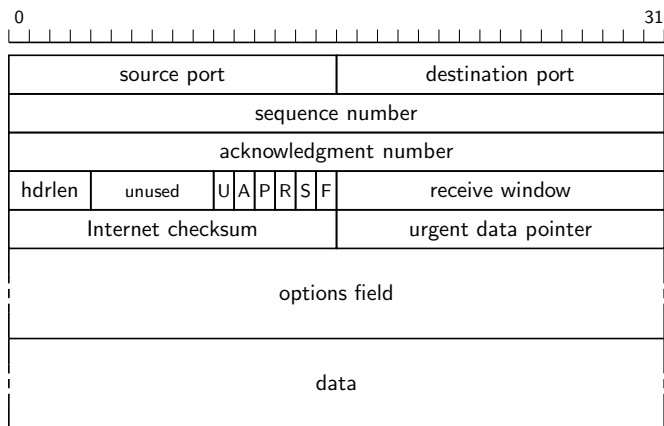 0 31
source port destination port
sequence number
acknowledgment number
hdrlen unused U A P R S F receive window
Internet checksum urgent data pointer
options field
data